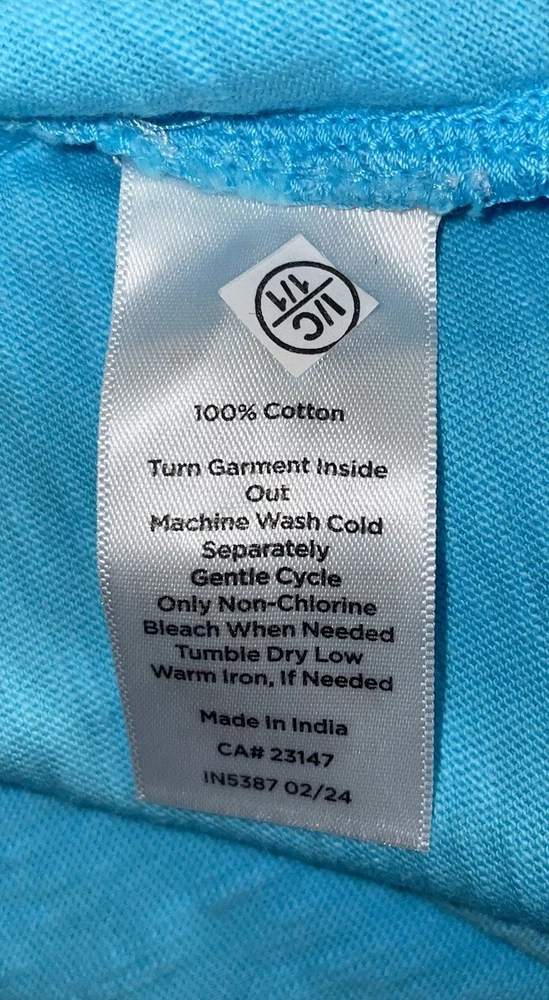 I/C
1/1
100% Cotton
Turn Garment Inside
Out
Machine Wash Cold
Separately
Gentle Cycle
Only Non-Chlorine
Bleach When Needed
Tumble Dry Low
Warm Iron, If Needed
Made In India
CA# 23147
IN5387 02/24